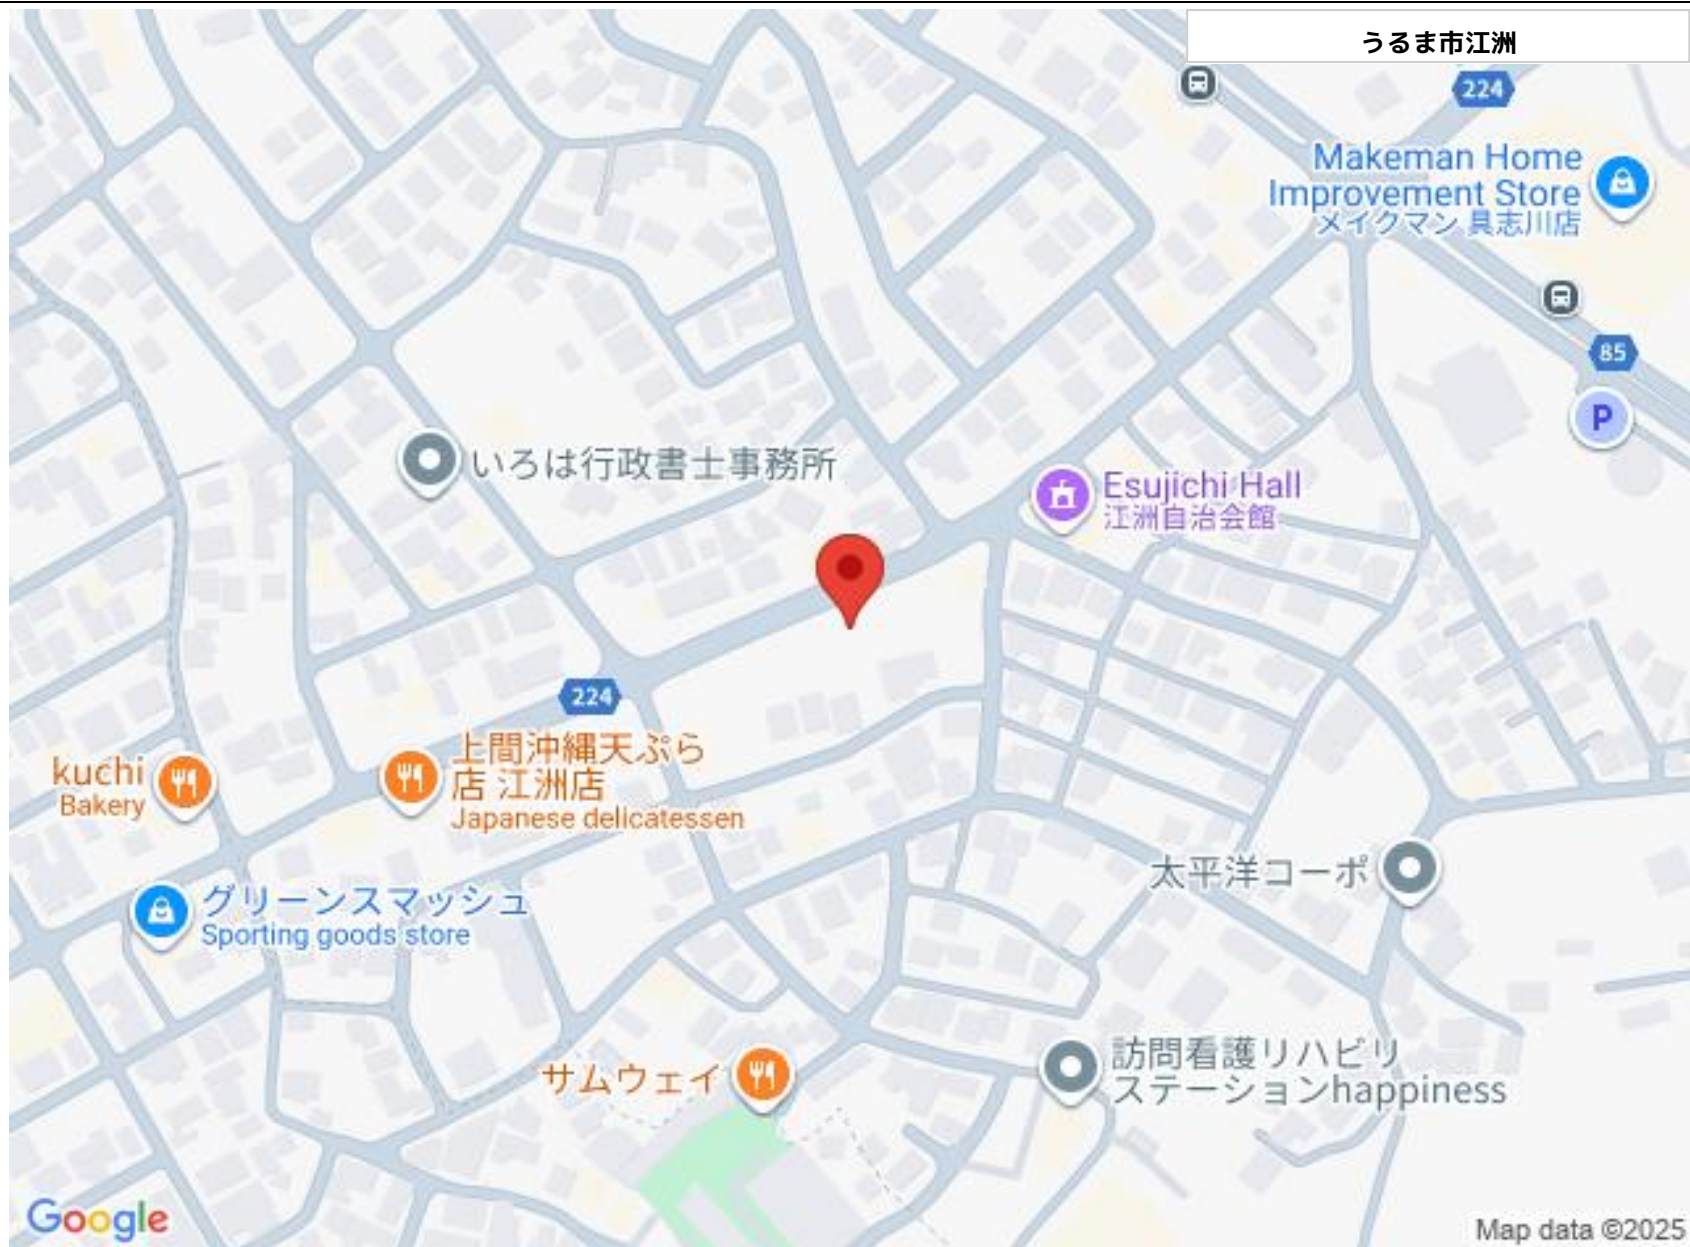 うるま市江洲
224
Makeman Home
Improvement Store
メイクマン 具志川店
85
P
いろは行政書士事務所
Esujichi Hall
江洲自治会館
224
上間沖縄天ぷら
店 江洲店
Japanese delicatessen
kuchi
Bakery
グリーンスマッシュ
Sporting goods store
太平洋コーポ
サムウェイ
訪問看護リハビリ
ステーションhappiness
Google
Map data ©2025